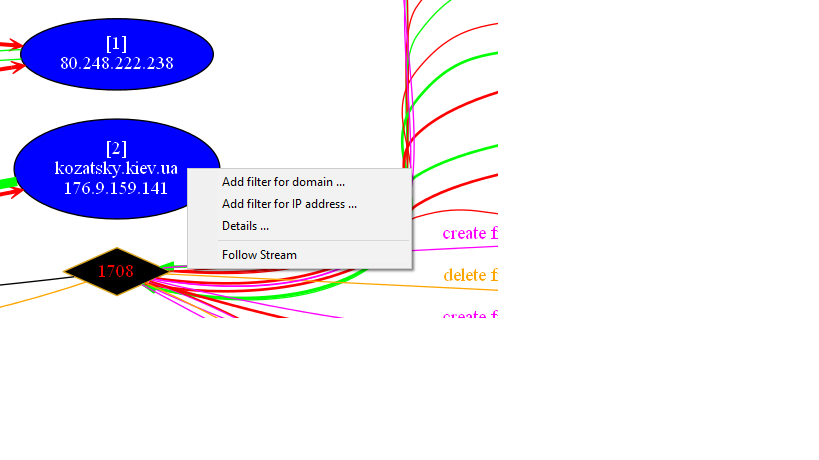 [1]
80.248.222.238
[2]
kozatsky.kiev.ua
176.9.159.141
Add filter for domain ...
Add filter for IP address ...
Details ...
Follow Stream
create f
1708
delete f
create f